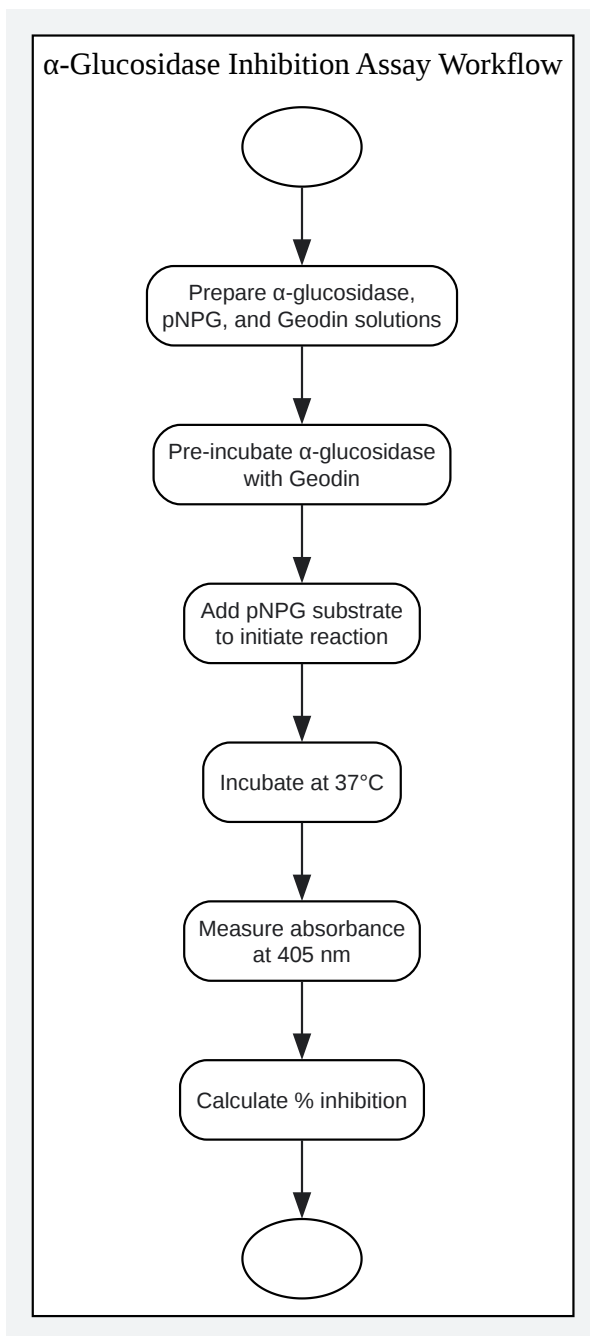 α-Glucosidase Inhibition Assay Workflow
Prepare α-glucosidase,
pNPG, and Geodin solutions
Pre-incubate α-glucosidase
with Geodin
Add pNPG substrate
to initiate reaction
Incubate at 37°C
Measure absorbance
at 405 nm
Calculate % inhibition